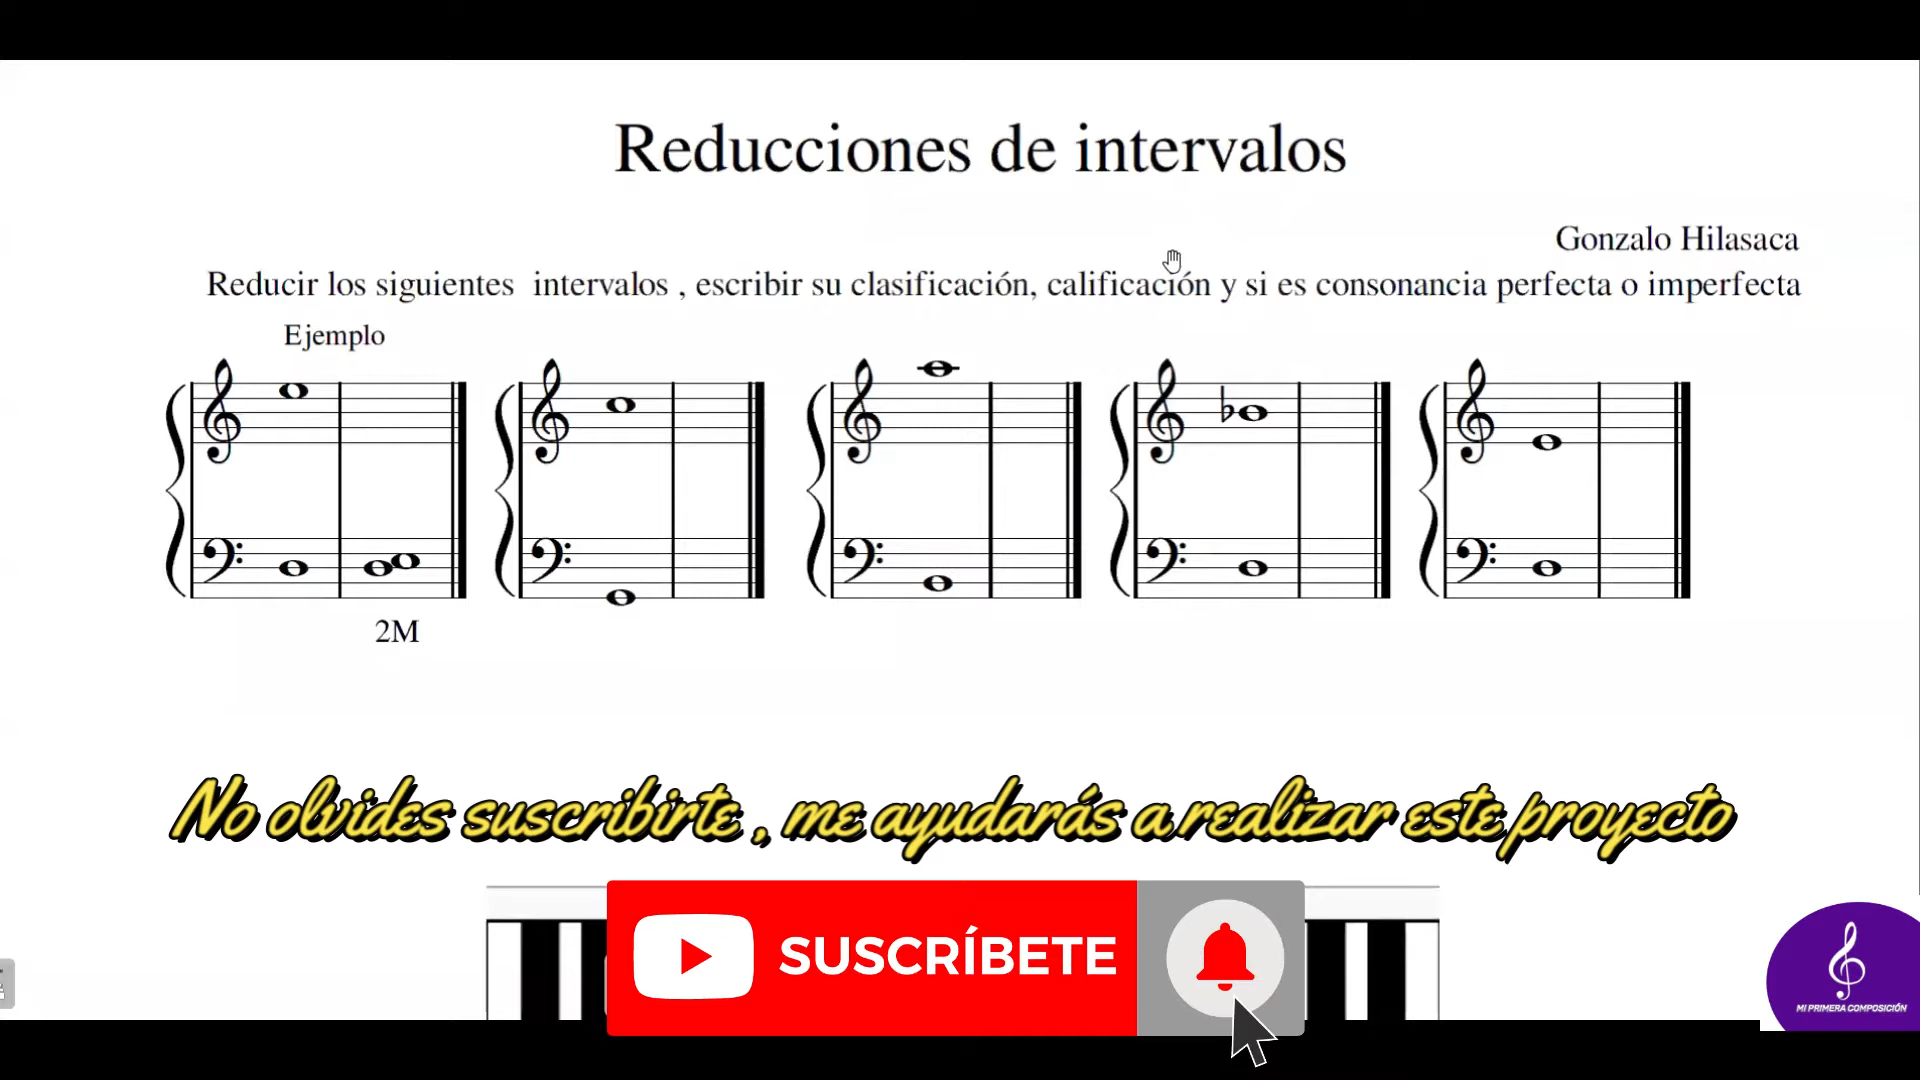 Reducciones de intervalos
Gonzalo Hilasaca
Reducir los siguientes intervalos , escribir su clasificación, calificación y si es consonancia perfecta o imperfecta
Ejemplo
2M
No olvides suscribirte , me ayudarás a realizar este proyecto
SUSCRÍBETE
MI PRIMERA COMPOSICIÓN